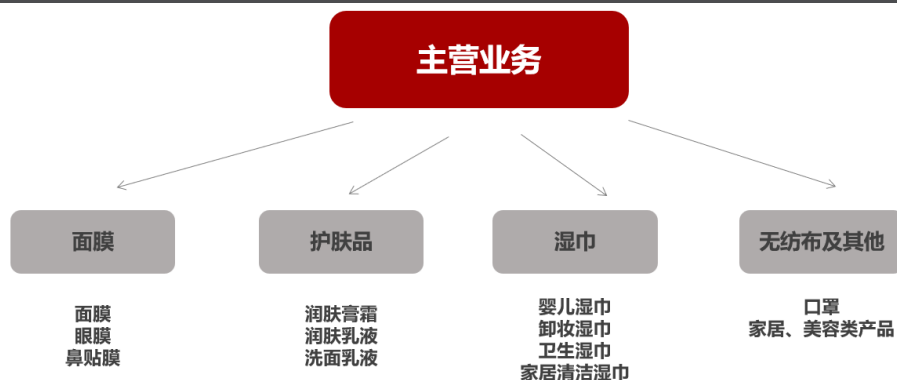 主营业务
面膜
护肤品
湿巾
无纺布及其他
面膜
眼膜
鼻贴膜
润肤膏霜
润肤乳液
洗面乳液
婴儿湿巾
卸妆湿巾
卫生湿巾
家居清洁湿巾
口罩
家居、美容类产品